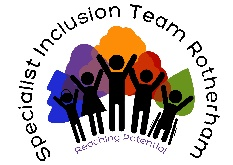 Specialist Inclusion Team Rotherham
Reaching Potential